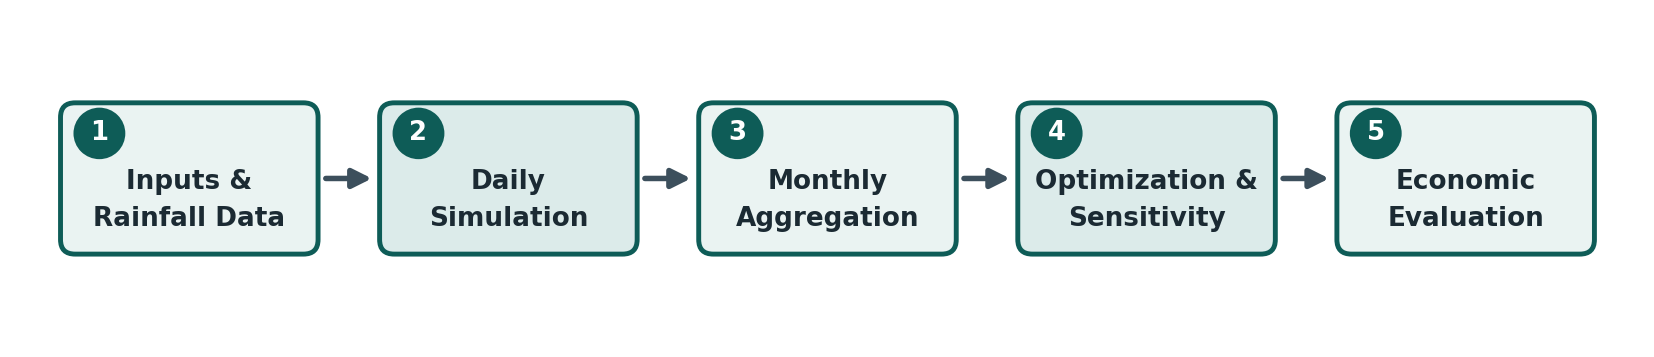 1
Inputs &
Rainfall Data
2
Daily
Simulation
3
Monthly
Aggregation
4
Optimization &
Sensitivity
5
Economic
Evaluation